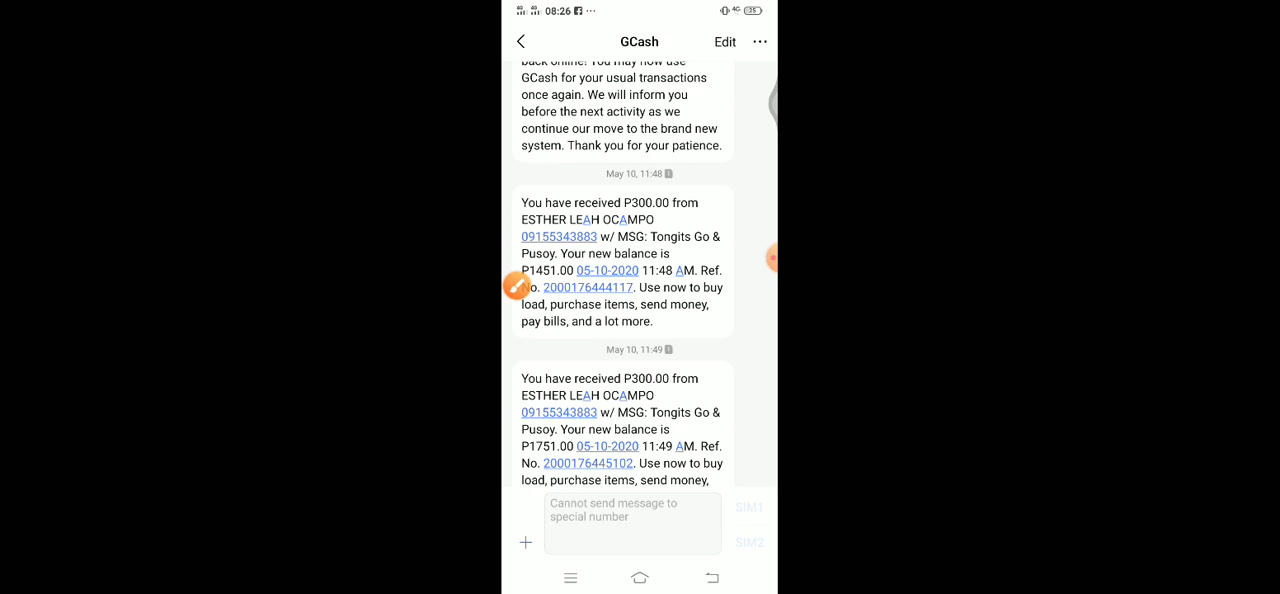 4G 4G 08:26 ... 4G 25
GCash Edit ...
back online! You may now use
GCash for your usual transactions
once again. We will inform you
before the next activity as we
continue our move to the brand new
system. Thank you for your patience.
May 10, 11:48 1
You have received P300.00 from
ESTHER LEAH OCAMPO
09155343883 w/ MSG: Tongits Go &
Pusoy. Your new balance is
P1451.00 05-10-2020 11:48 AM. Ref.
No. 2000176444117. Use now to buy
load, purchase items, send money,
pay bills, and a lot more.
May 10, 11:49 1
You have received P300.00 from
ESTHER LEAH OCAMPO
09155343883 w/ MSG: Tongits Go &
Pusoy. Your new balance is
P1751.00 05-10-2020 11:49 AM. Ref.
No. 2000176445102. Use now to buy
load, purchase items, send money,
Cannot send message to
special number
SIM1
SIM2